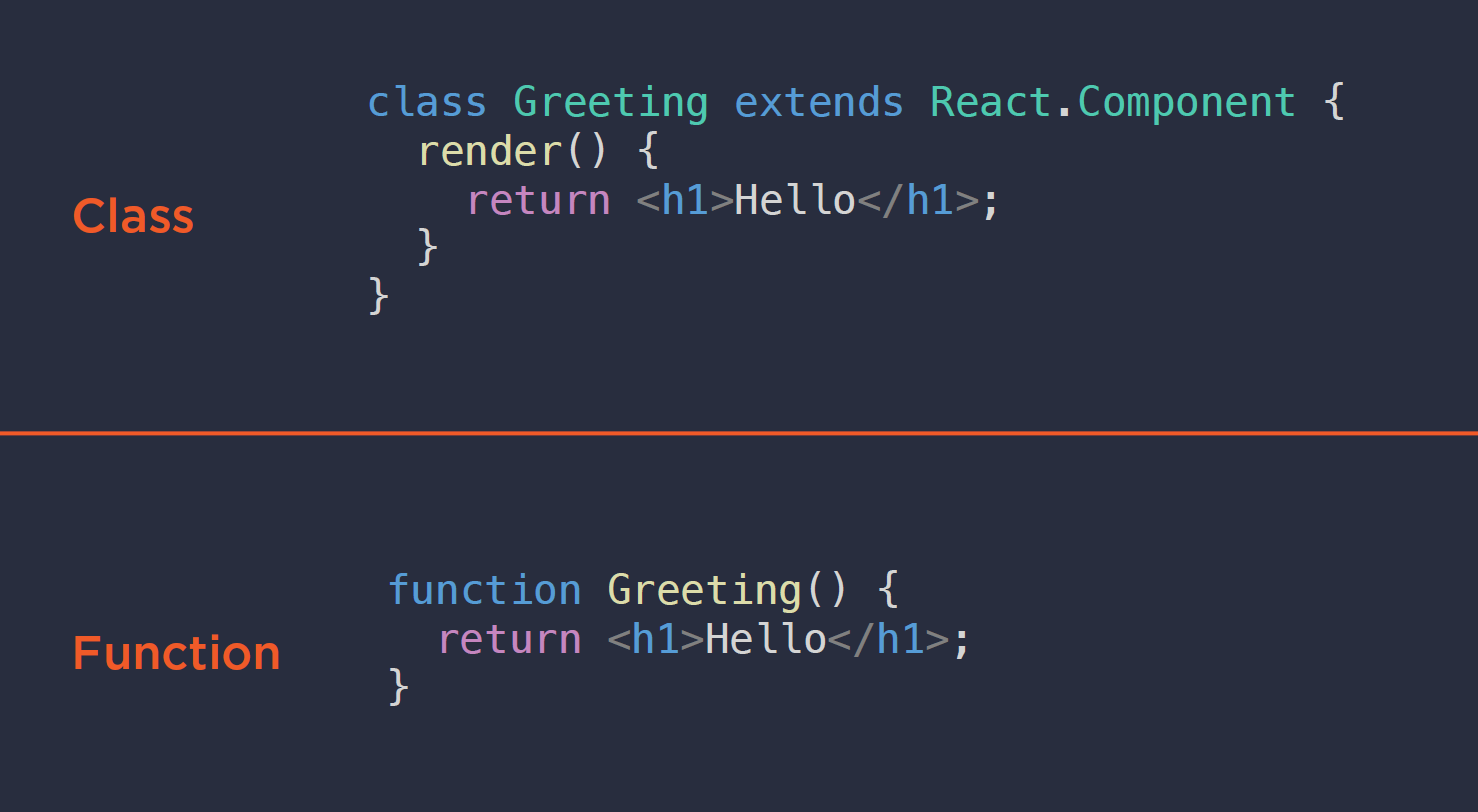 Class
class Greeting extends React.Component {
  render() {
    return <h1>Hello</h1>;
  }
}
Function
function Greeting() {
  return <h1>Hello</h1>;
}